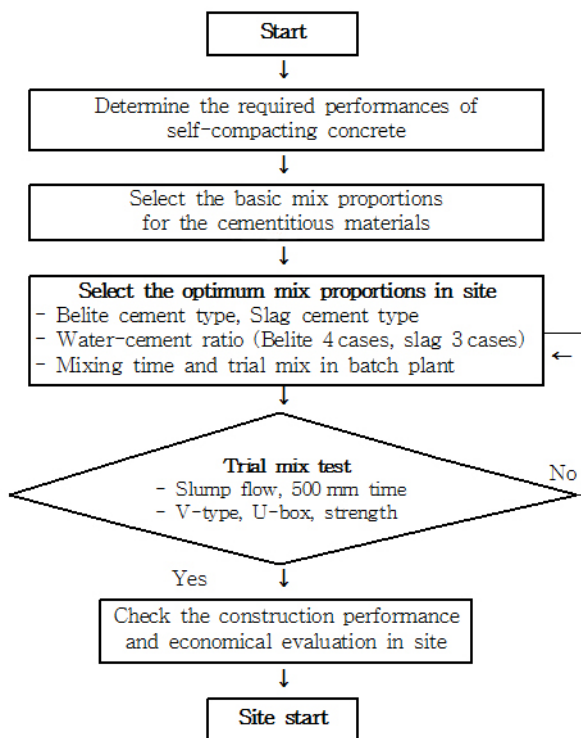 Start
↓
Determine the required performances of
self-compacting concrete
↓
Select the basic mix proportions
for the cementitious materials
↓
Select the optimum mix proportions in site
- Belite cement type, Slag cement type
- Water-cement ratio (Belite 4 cases, slag 3 cases)
- Mixing time and trial mix in batch plant
←
↓
Trial mix test
- Slump flow, 500 mm time
- V-type, U-box, strength
No
Yes
↓
Check the construction performance
and economical evaluation in site
↓
Site start